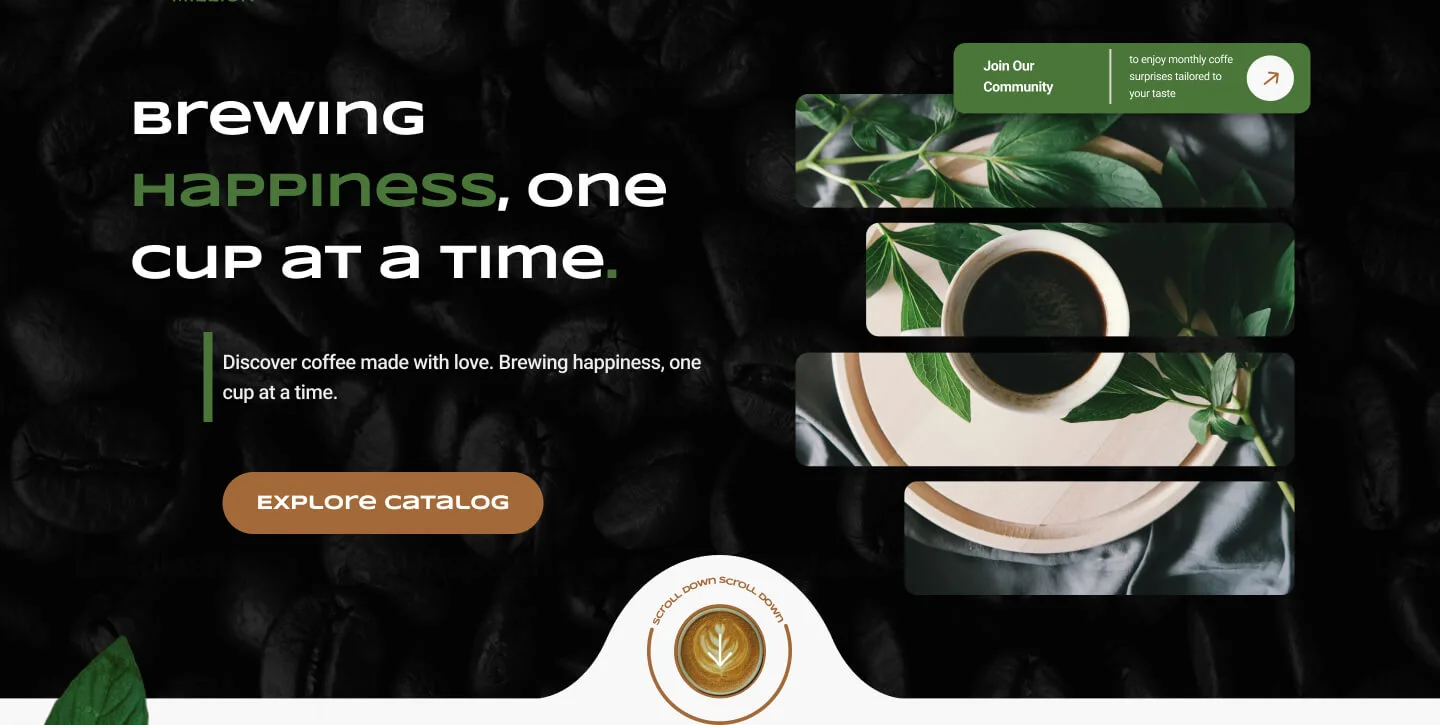 Brewing
Happiness, one
cup at a time.
Discover coffee made with love. Brewing happiness, one
cup at a time.
Explore catalog
Join Our
Community
to enjoy monthly coffe
surprises tailored to
your taste
scroll down scroll down